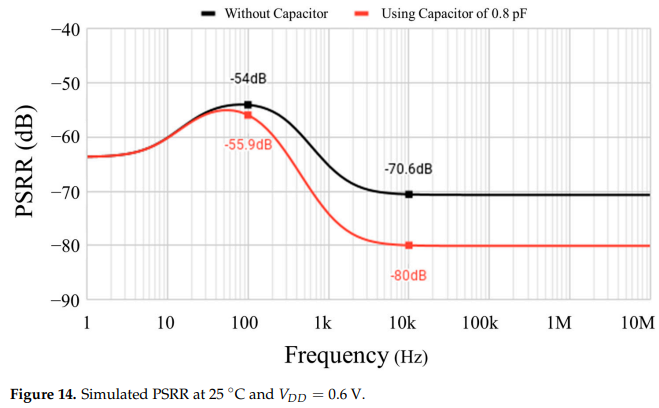 Without Capacitor Using Capacitor of 0.8 pF
−40
−50
−60
−70
−80
−90
PSRR (dB)
-54dB
-55.9dB
-70.6dB
-80dB
1 10 100 1k 10k 100k 1M 10M
Frequency (Hz)
Figure 14. Simulated PSRR at 25 °C and V_DD = 0.6 V.